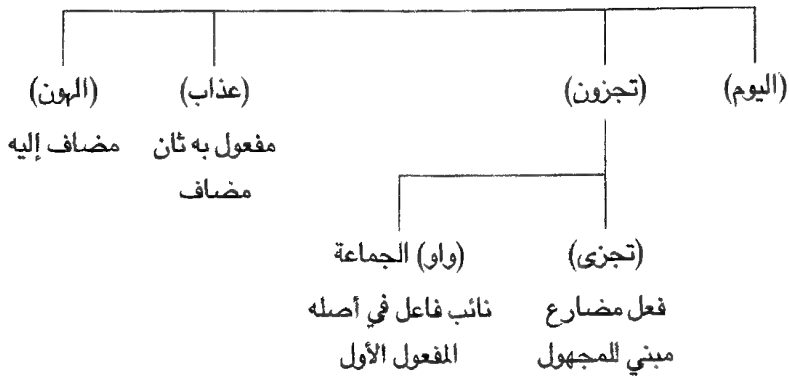 (اليوم) (تجزون) (عذاب) (الهون)
مفعول به ثان مضاف إليه
مضاف
(تجزى) (واو) الجماعة
فعل مضارع نائب فاعل في أصله
مبني للمجهول المفعول الأول